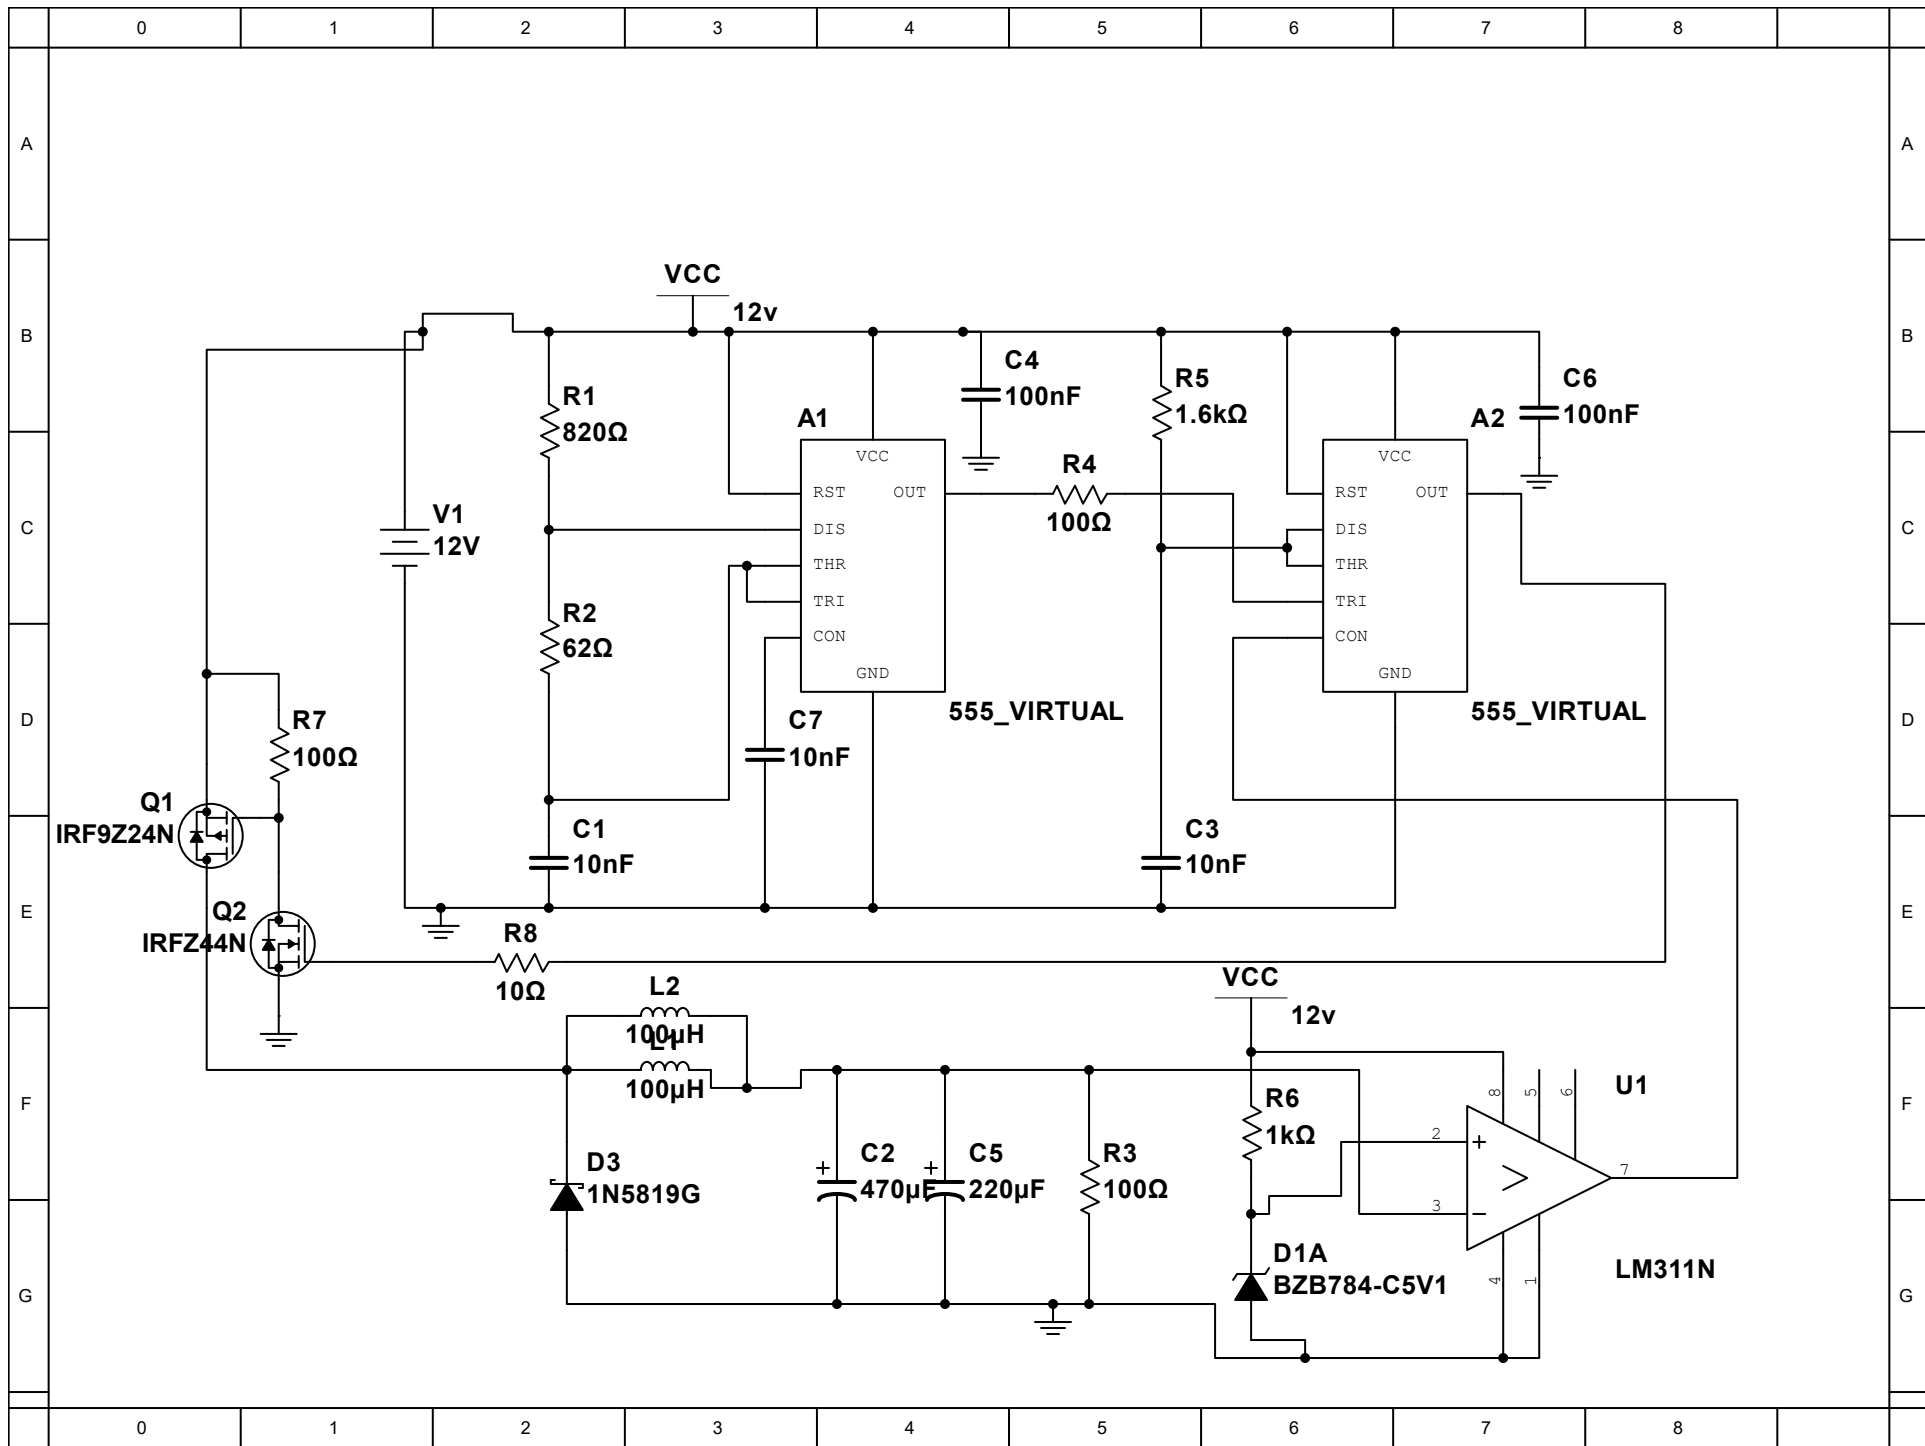 0 1 2 3 4 5 6 7 8
A A
VCC
12v
B B
C4
100nF
R5
1.6kΩ
C6
100nF
R1
820Ω
A1
A2
VCC
RST OUT
DIS
THR
TRI
CON
GND
555_VIRTUAL
R4
100Ω
VCC
RST OUT
DIS
THR
TRI
CON
GND
555_VIRTUAL
C C
V1
12V
R2
62Ω
D D
R7
100Ω
C7
10nF
Q1
IRF9Z24N
C1
10nF
C3
10nF
E E
Q2
IRFZ44N
R8
10Ω
L2
100µH
L1
100µH
VCC
12v
F F
R6
1kΩ
U1
8 5 6
2
3
7
4 1
LM311N
D3
1N5819G
C2
470µF
C5
220µF
R3
100Ω
D1A
BZB784-C5V1
G G
0 1 2 3 4 5 6 7 8